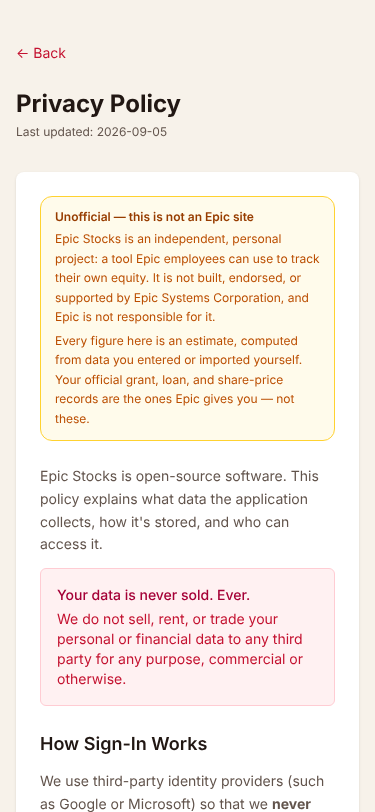 ← Back
Privacy Policy
Last updated: 2026-09-05
Unofficial — this is not an Epic site
Epic Stocks is an independent, personal
project: a tool Epic employees can use to track
their own equity. It is not built, endorsed, or
supported by Epic Systems Corporation, and
Epic is not responsible for it.
Every figure here is an estimate, computed
from data you entered or imported yourself.
Your official grant, loan, and share-price
records are the ones Epic gives you — not
these.
Epic Stocks is open-source software. This
policy explains what data the application
collects, how it's stored, and who can
access it.
Your data is never sold. Ever.
We do not sell, rent, or trade your
personal or financial data to any third
party for any purpose, commercial or
otherwise.
How Sign-In Works
We use third-party identity providers (such
as Google or Microsoft) so that we never